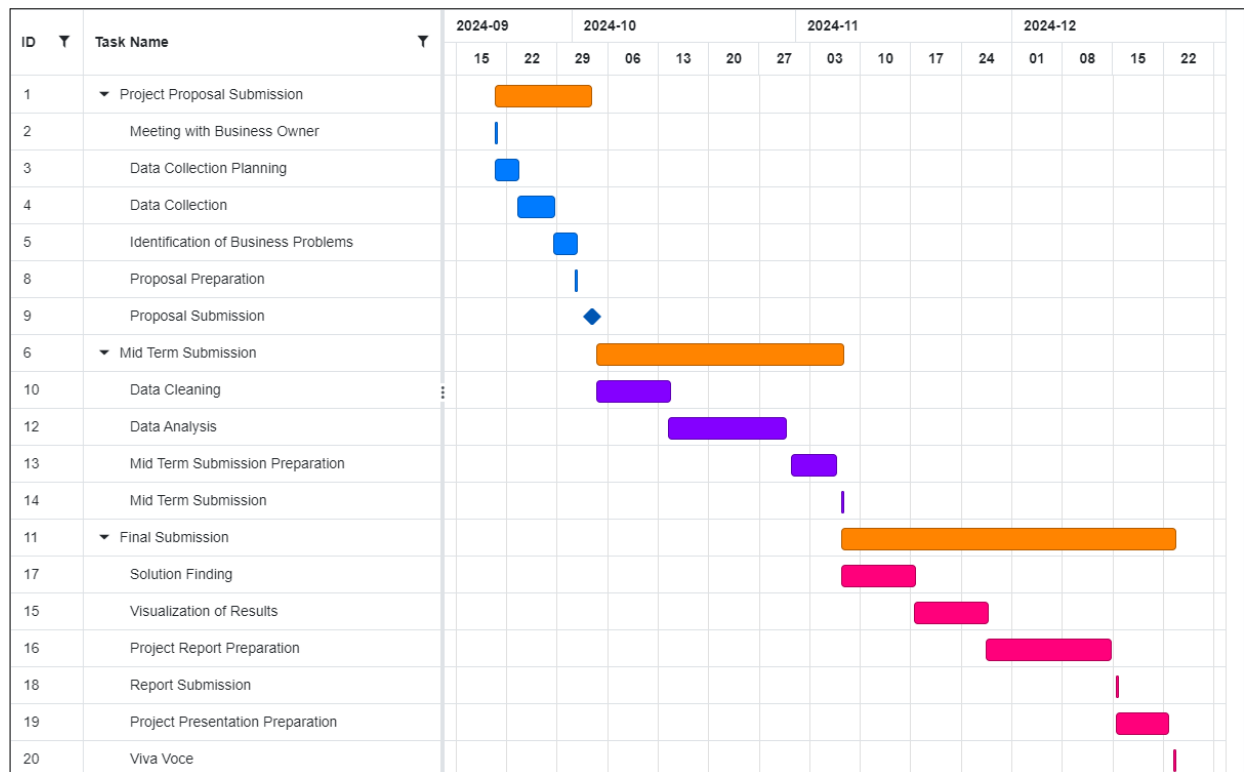 ID Task Name 2024-09 2024-10 2024-11 2024-12
15 22 29 06 13 20 27 03 10 17 24 01 08 15 22
1 Project Proposal Submission
2 Meeting with Business Owner
3 Data Collection Planning
4 Data Collection
5 Identification of Business Problems
8 Proposal Preparation
9 Proposal Submission
6 Mid Term Submission
10 Data Cleaning
12 Data Analysis
13 Mid Term Submission Preparation
14 Mid Term Submission
11 Final Submission
17 Solution Finding
15 Visualization of Results
16 Project Report Preparation
18 Report Submission
19 Project Presentation Preparation
20 Viva Voce